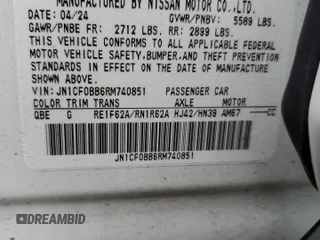 MANUFACTURED BY NISSAN MOTOR CO.,LTD.
DATE: 04/24 GVWR/PNBV: 5589 LBS.
GAWR/PNBE FR: 2712 LBS. RR: 2899 LBS.
THIS VEHICLE CONFORMS TO ALL APPLICABLE FEDERAL
MOTOR VEHICLE SAFETY, BUMPER, AND THEFT
PREVENTION STANDARDS IN EFFECT ON THE DATE OF
MANUFACTURE SHOWN ABOVE.
VIN: JN1CF0BB6RM740851 PASSENGER CAR
COLOR TRIM TRANS AXLE MOTOR
QBE G RE1F62A/RN1R62A HJ42/HN39 AM67 -----CC
JN1CF0BB6RM740851
DREAMBID